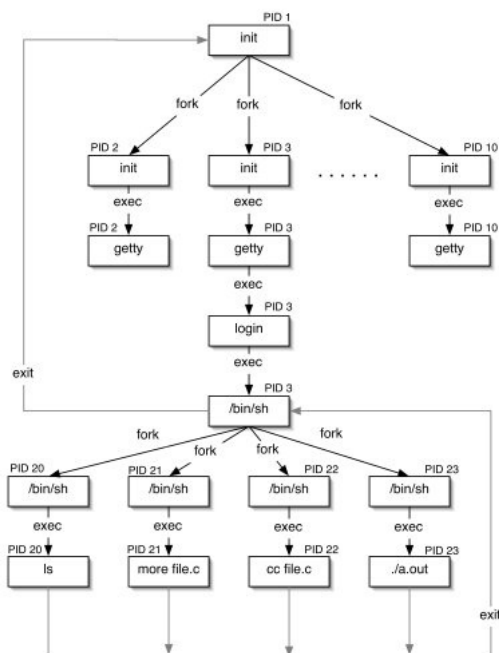 PID 1
init
fork fork fork
PID 2 PID 3 PID 10
init init . . . . . . init
exec exec exec
PID 2 PID 3 PID 10
getty getty getty
exec
PID 3
login
exec
exit
PID 3
/bin/sh
fork fork fork fork
PID 20 PID 21 PID 22 PID 23
/bin/sh /bin/sh /bin/sh /bin/sh
exec exec exec exec
PID 20 PID 21 PID 22 PID 23
ls more file.c cc file.c ./a.out
exit